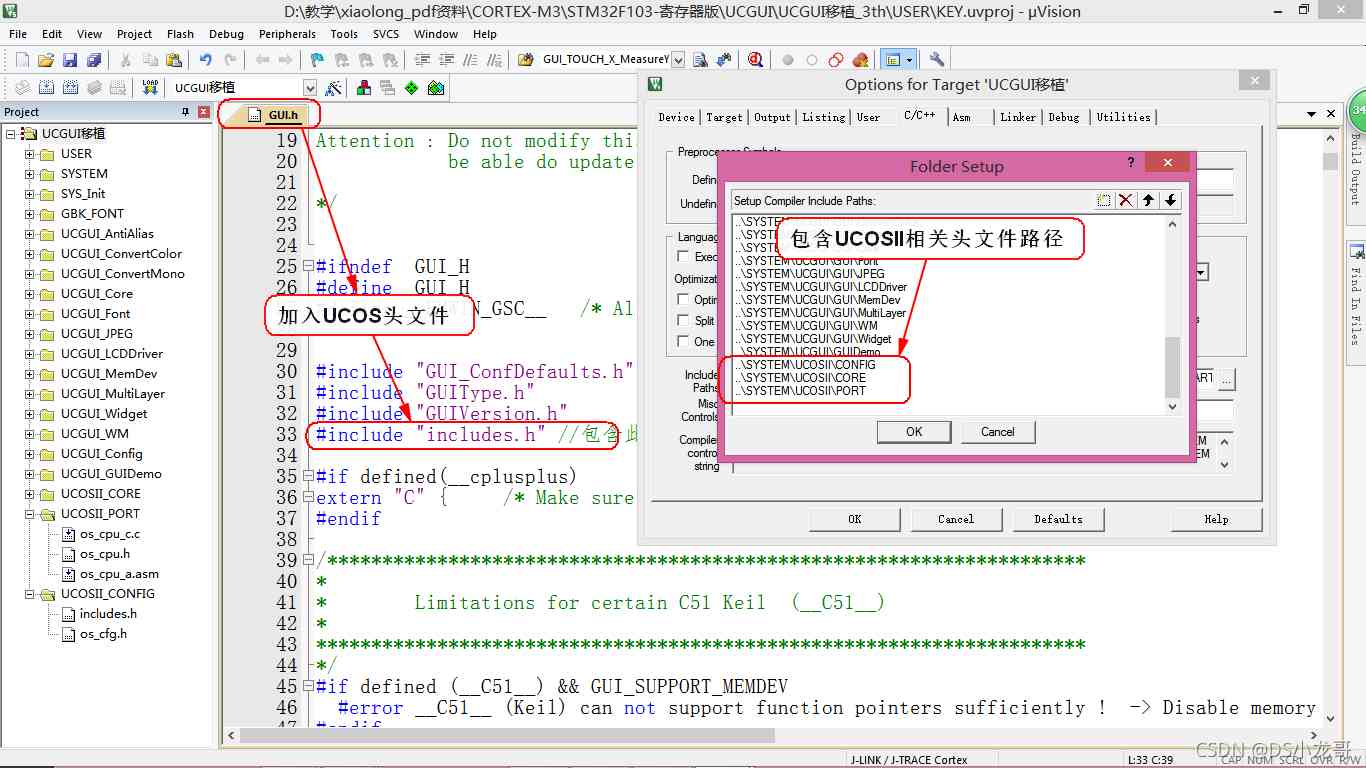 D:\教学\xiaolong_pdf资料\CORTEX-M3\STM32F103-寄存器版\UCGUI\UCGUI移植_3th\USER\KEY.uvproj - µVision
File Edit View Project Flash Debug Peripherals Tools SVCS Window Help
GUI_TOUCH_X_MeasureY
UCGUI移植
Project
UCGUI移植
USER
SYSTEM
SYS_Init
GBK_FONT
UCGUI_AntiAlias
UCGUI_ConvertColor
UCGUI_ConvertMono
UCGUI_Core
UCGUI_Font
UCGUI_JPEG
UCGUI_LCDDriver
UCGUI_MemDev
UCGUI_MultiLayer
UCGUI_Widget
UCGUI_WM
UCGUI_Config
UCGUI_GUIDemo
UCOSII_CORE
UCOSII_PORT
os_cpu_c.c
os_cpu.h
os_cpu_a.asm
UCOSII_CONFIG
includes.h
os_cfg.h
GUI.h
19 Attention : Do not modify thi
20 be able do update
21
22 */
23
24
25 #ifndef GUI_H
26 #define GUI_H
N_GSC__ /* Al
加入UCOS头文件
29
30 #include "GUI_ConfDefaults.h"
31 #include "GUIType.h"
32 #include "GUIVersion.h"
33 #include "includes.h" //包含此
34
35 #if defined(__cplusplus)
36 extern "C" { /* Make sure
37 #endif
38
39 /*********************************************************************
40 *
41 * Limitations for certain C51 Keil (__C51__)
42 *
43 **********************************************************************
44 */
45 #if defined (__C51__) && GUI_SUPPORT_MEMDEV
46 #error __C51__ (Keil) can not support function pointers sufficiently ! -> Disable memory
47 #endif
Options for Target 'UCGUI移植'
Device Target Output Listing User C/C++ Asm Linker Debug Utilities
Preprocessor Symbols
Defin
Undefin
Languag
Exec
Optimizat
Optin
Split
One
Include
Paths
Misc
Controls
Compiler
control
string
ART
...
OK Cancel Defaults Help
Folder Setup
?
Setup Compiler Include Paths:
..\SYSTEM
..\SYSTE
..\SYSTE
..\SYSTEM\UCGUI\GUI\Font
..\SYSTEM\UCGUI\GUI\JPEG
..\SYSTEM\UCGUI\GUI\LCDDriver
..\SYSTEM\UCGUI\GUI\MemDev
..\SYSTEM\UCGUI\GUI\MultiLayer
..\SYSTEM\UCGUI\GUI\WM
..\SYSTEM\UCGUI\GUI\Widget
..\SYSTEM\UCGUI\GUIDemo
..\SYSTEM\UCOSII\CONFIG
..\SYSTEM\UCOSII\CORE
..\SYSTEM\UCOSII\PORT
包含UCOSII相关头文件路径
OK Cancel
34
Build Output
Find In Files
J-LINK / J-TRACE Cortex
L:33 C:39
CAP NUM SCRL OVR R/W
CSDN @DS小龙哥